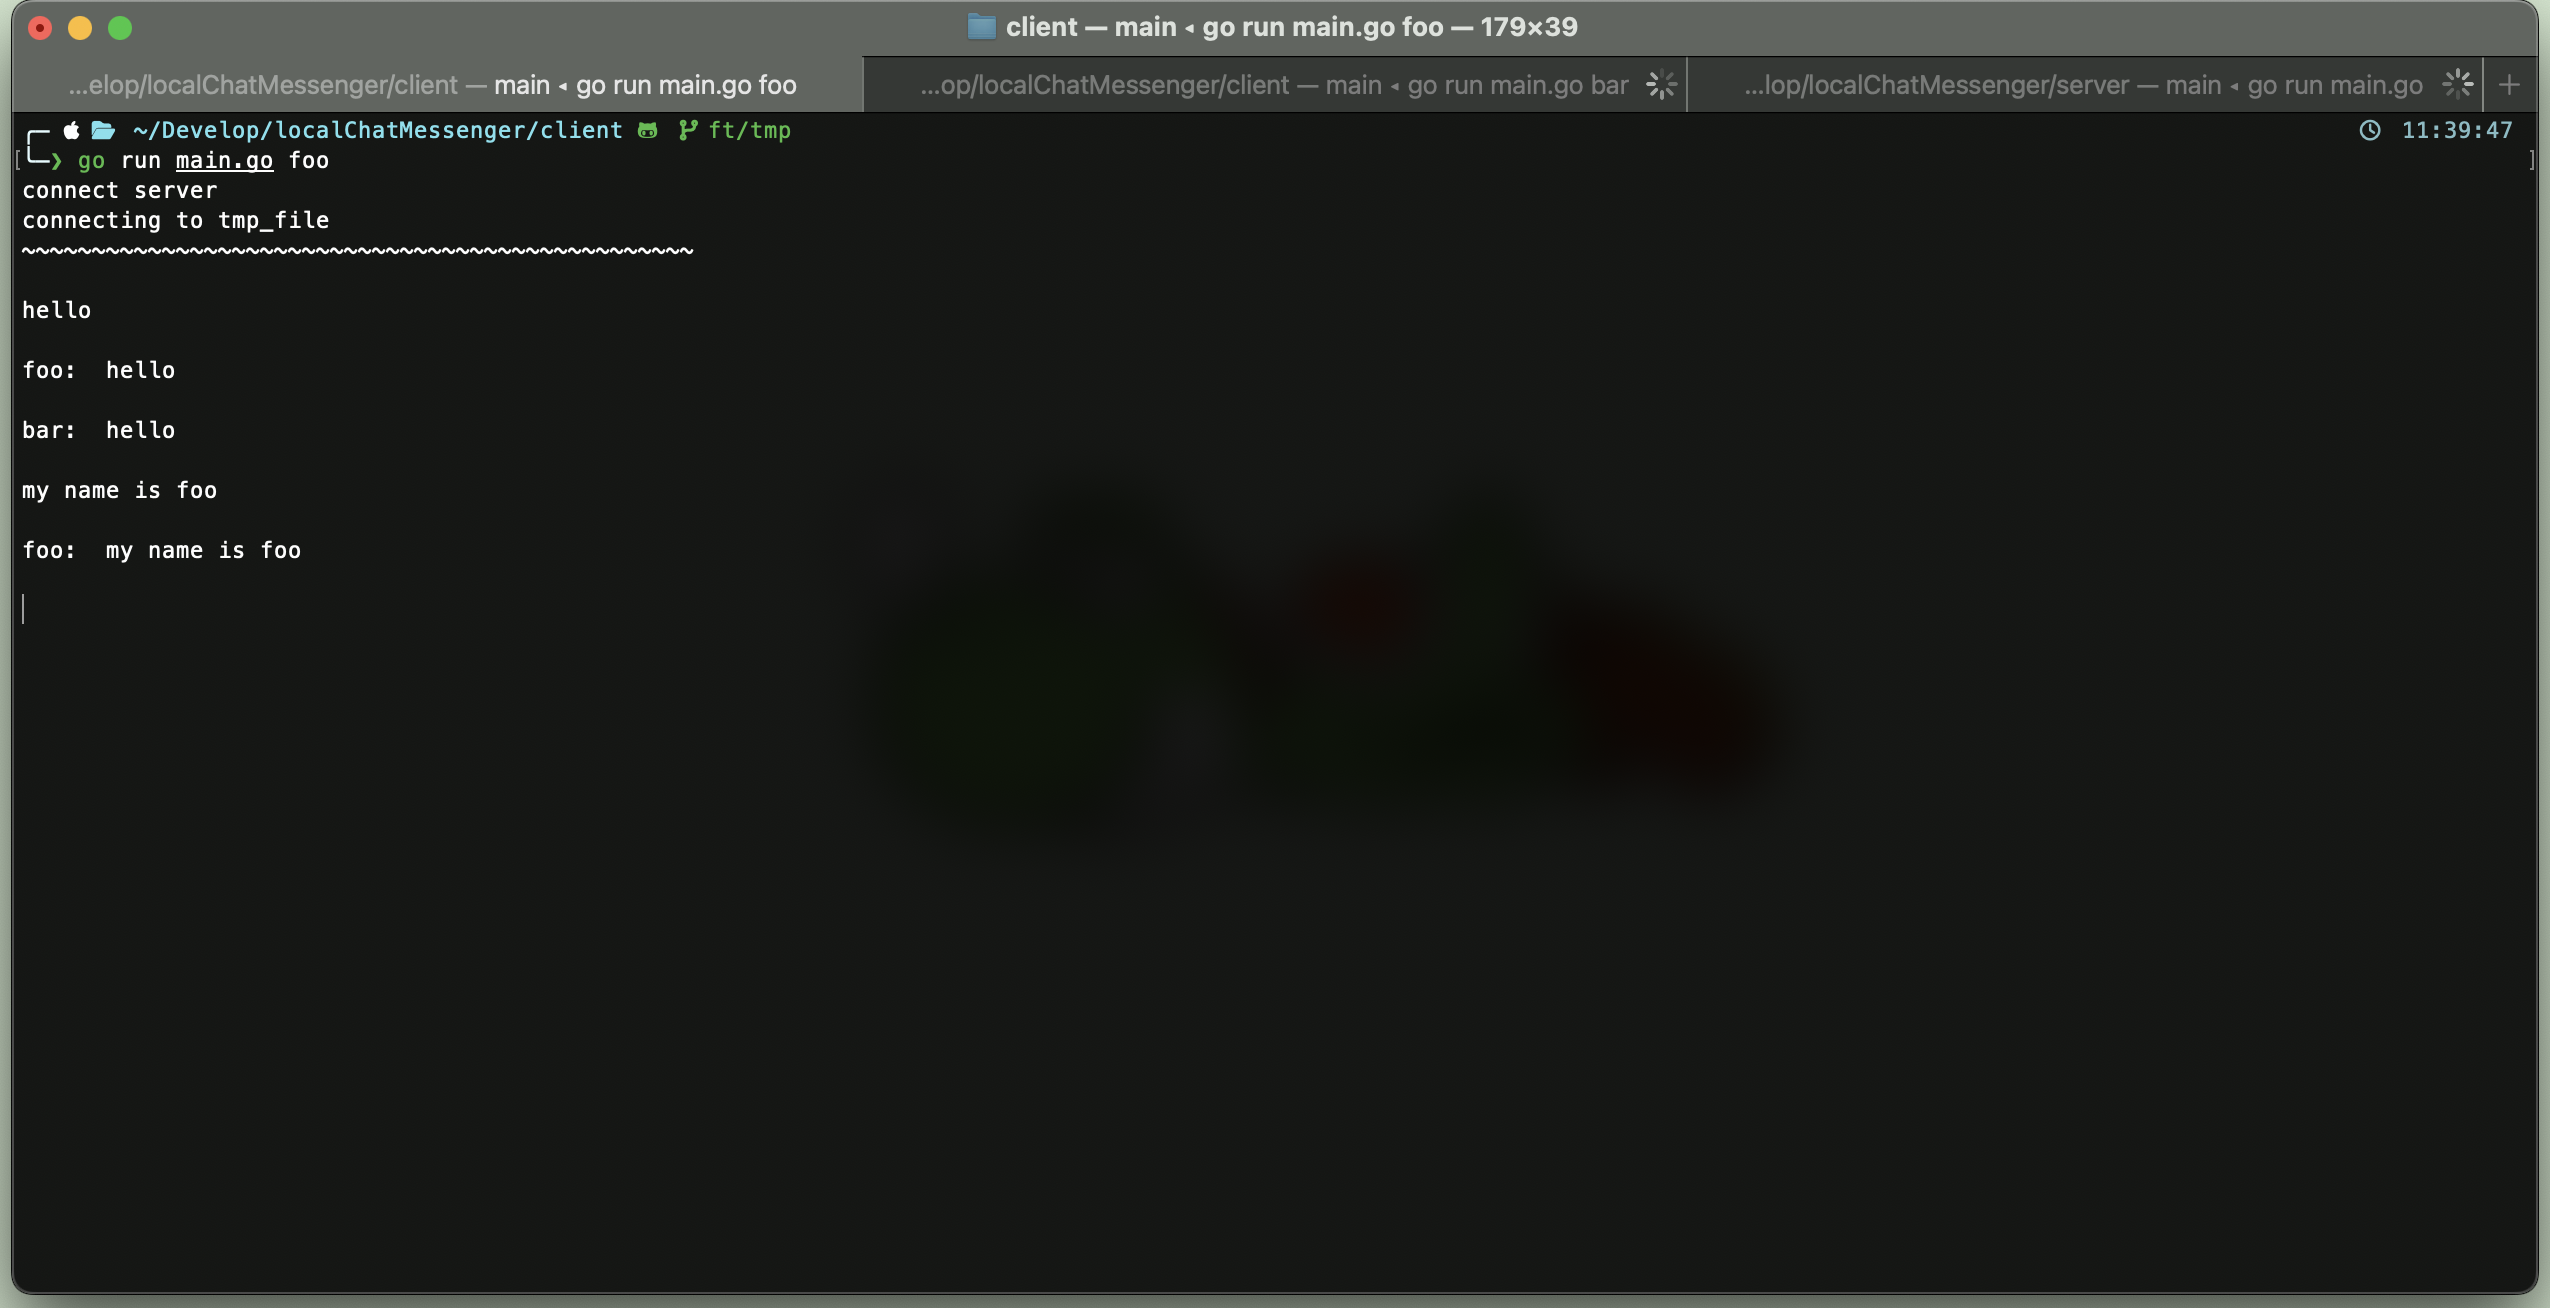 client — main ◂ go run main.go foo — 179×39
...elop/localChatMessenger/client — main ◂ go run main.go foo
...op/localChatMessenger/client — main ◂ go run main.go bar
...lop/localChatMessenger/server — main ◂ go run main.go
~/Develop/localChatMessenger/client ft/tmp 11:39:47
❯ go run main.go foo
connect server
connecting to tmp_file
~~~~~~~~~~~~~~~~~~~~~~~~~~~~~~~~~~~~~~~~~~~~~~~~
hello
foo:  hello
bar:  hello
my name is foo
foo:  my name is foo